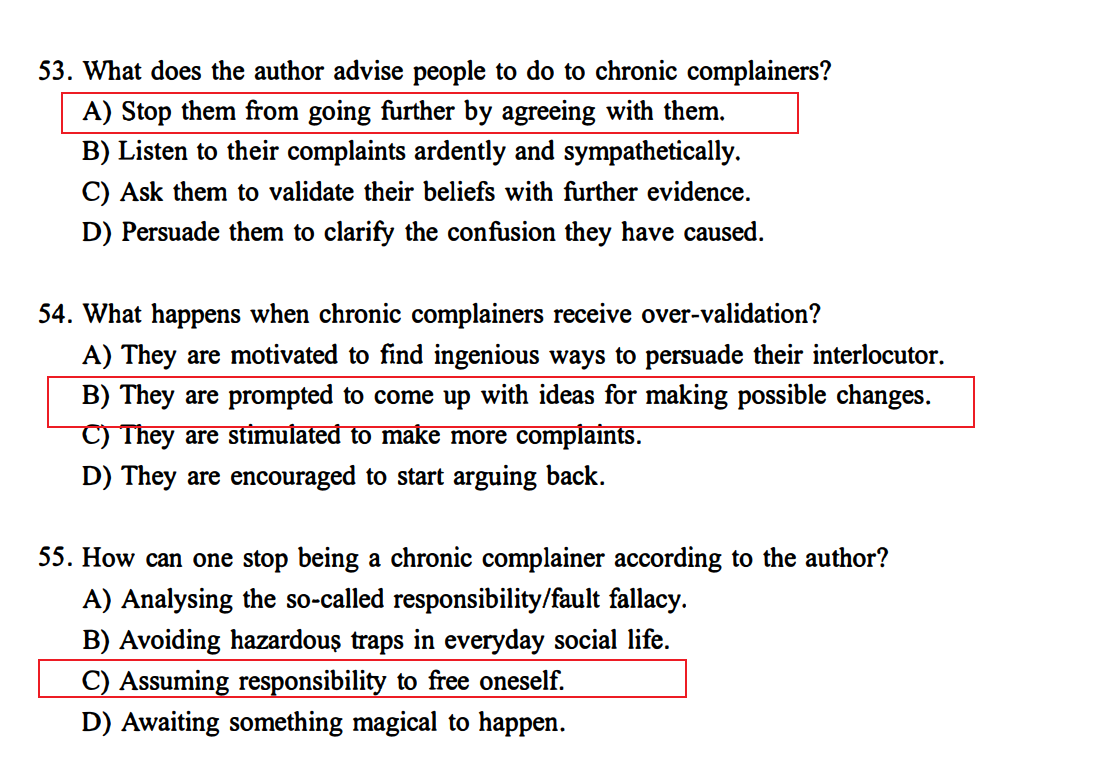 53. What does the author advise people to do to chronic complainers?
A) Stop them from going further by agreeing with them.
B) Listen to their complaints ardently and sympathetically.
C) Ask them to validate their beliefs with further evidence.
D) Persuade them to clarify the confusion they have caused.
54. What happens when chronic complainers receive over-validation?
A) They are motivated to find ingenious ways to persuade their interlocutor.
B) They are prompted to come up with ideas for making possible changes.
C) They are stimulated to make more complaints.
D) They are encouraged to start arguing back.
55. How can one stop being a chronic complainer according to the author?
A) Analysing the so-called responsibility/fault fallacy.
B) Avoiding hazardous traps in everyday social life.
C) Assuming responsibility to free oneself.
D) Awaiting something magical to happen.